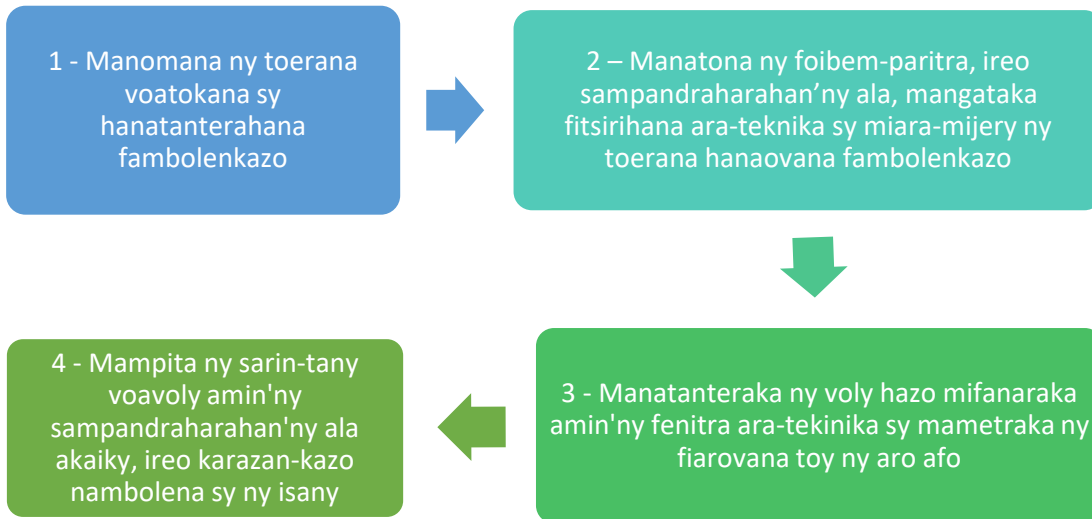 1 - Manomana ny toerana
voatokana sy
hanatanterahana
fambolenkazo
2 – Manatona ny foibem-paritra, ireo
sampandraharahan’ny ala, mangataka
fitsirihana ara-teknika sy miara-mijery ny
toerana hanaovana fambolenkazo
3 - Manatanteraka ny voly hazo mifanaraka
amin'ny fenitra ara-tekinika sy mametraka ny
fiarovana toy ny aro afo
4 - Mampita ny sarin-tany
voavoly amin'ny
sampandraharahan'ny ala
akaiky, ireo karazan-kazo
nambolena sy ny isany